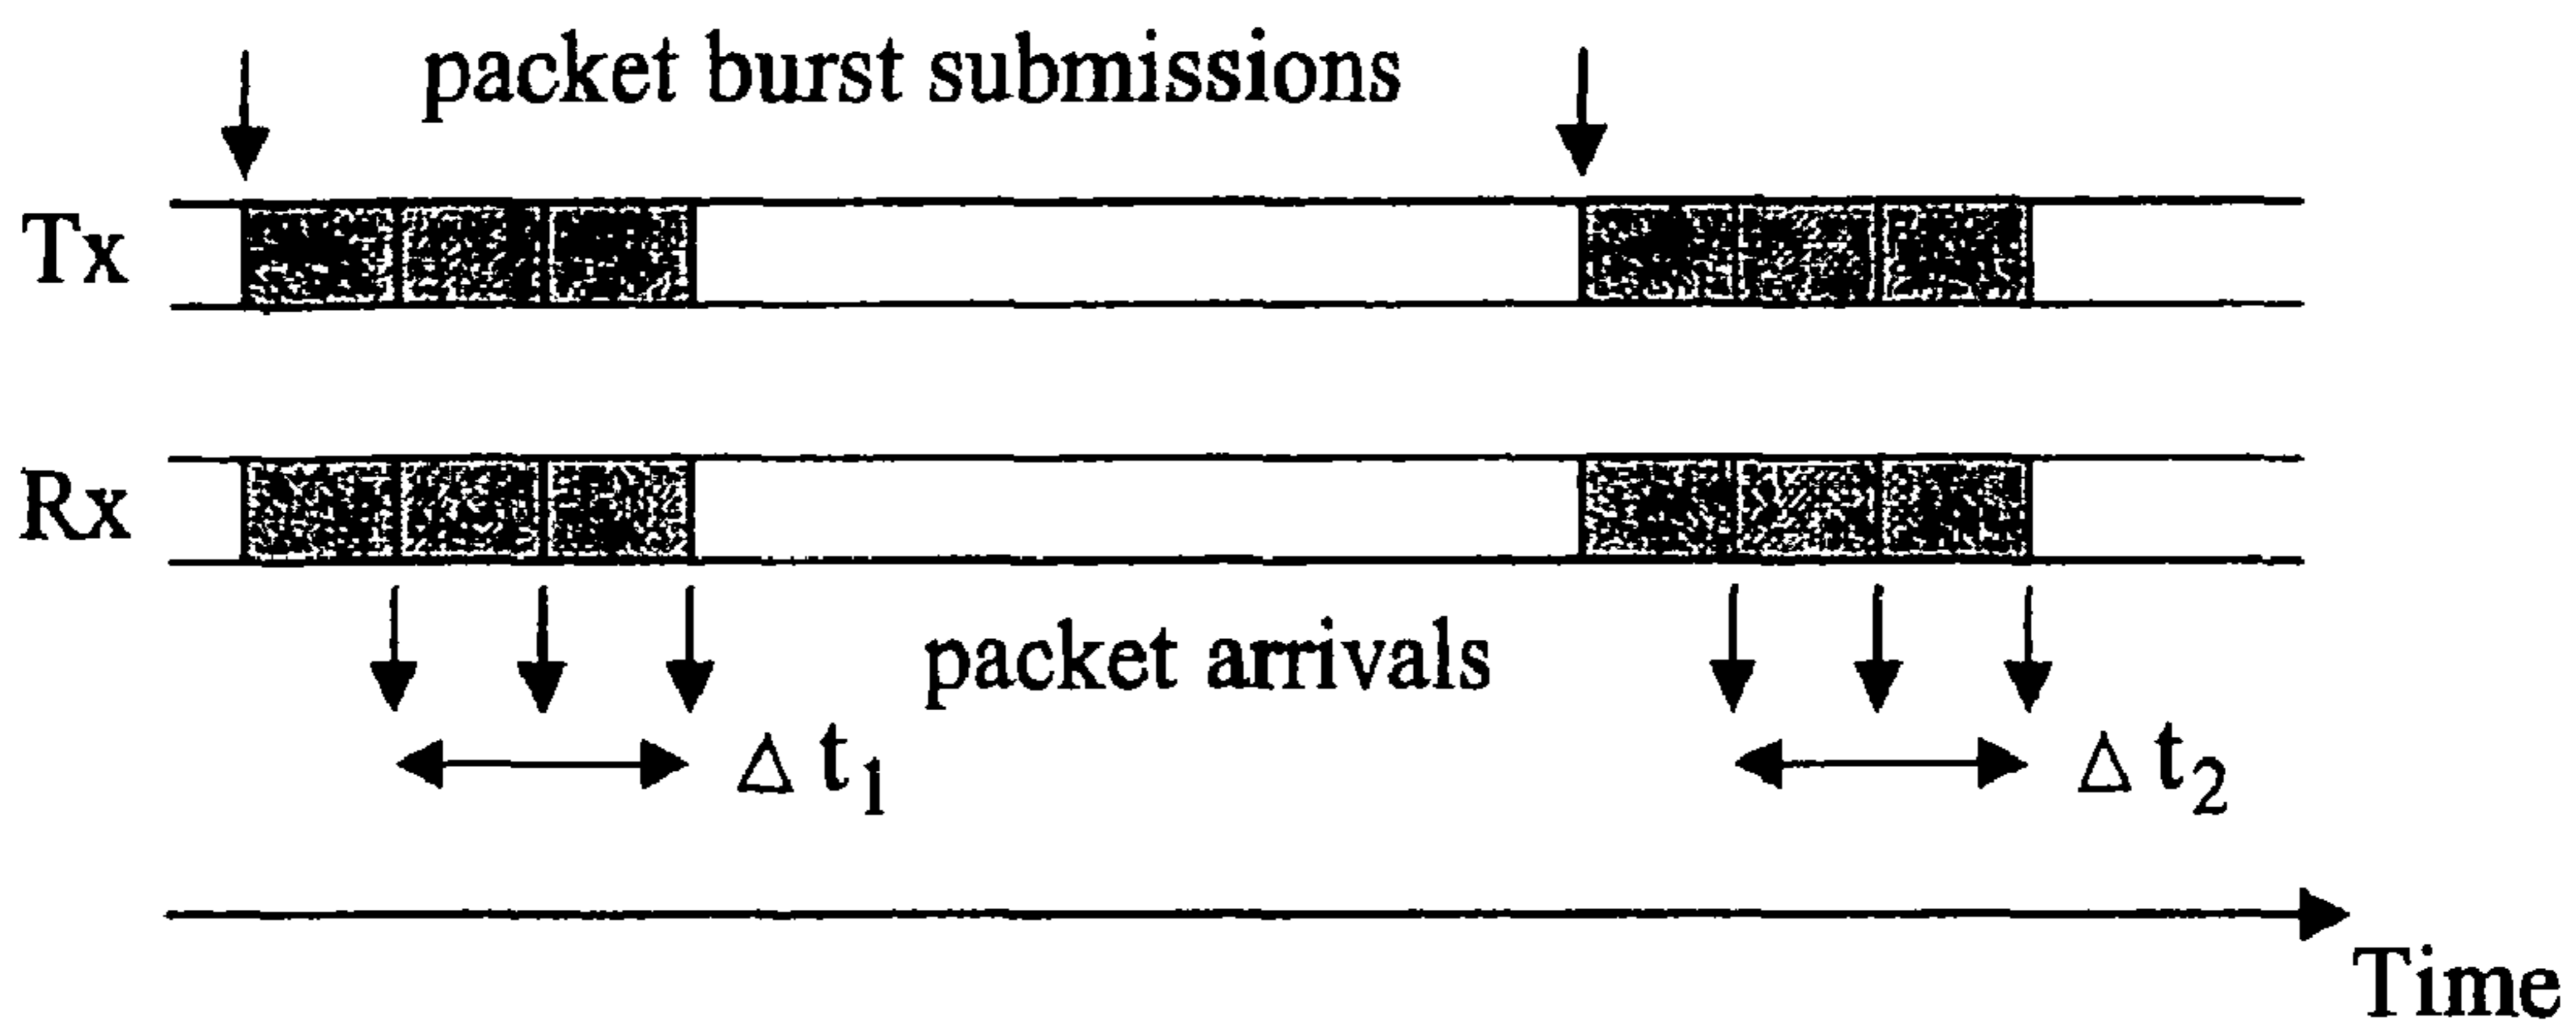 packet burst submissions
Tx
Rx
packet arrivals
Δ t₁
Δ t₂
Time